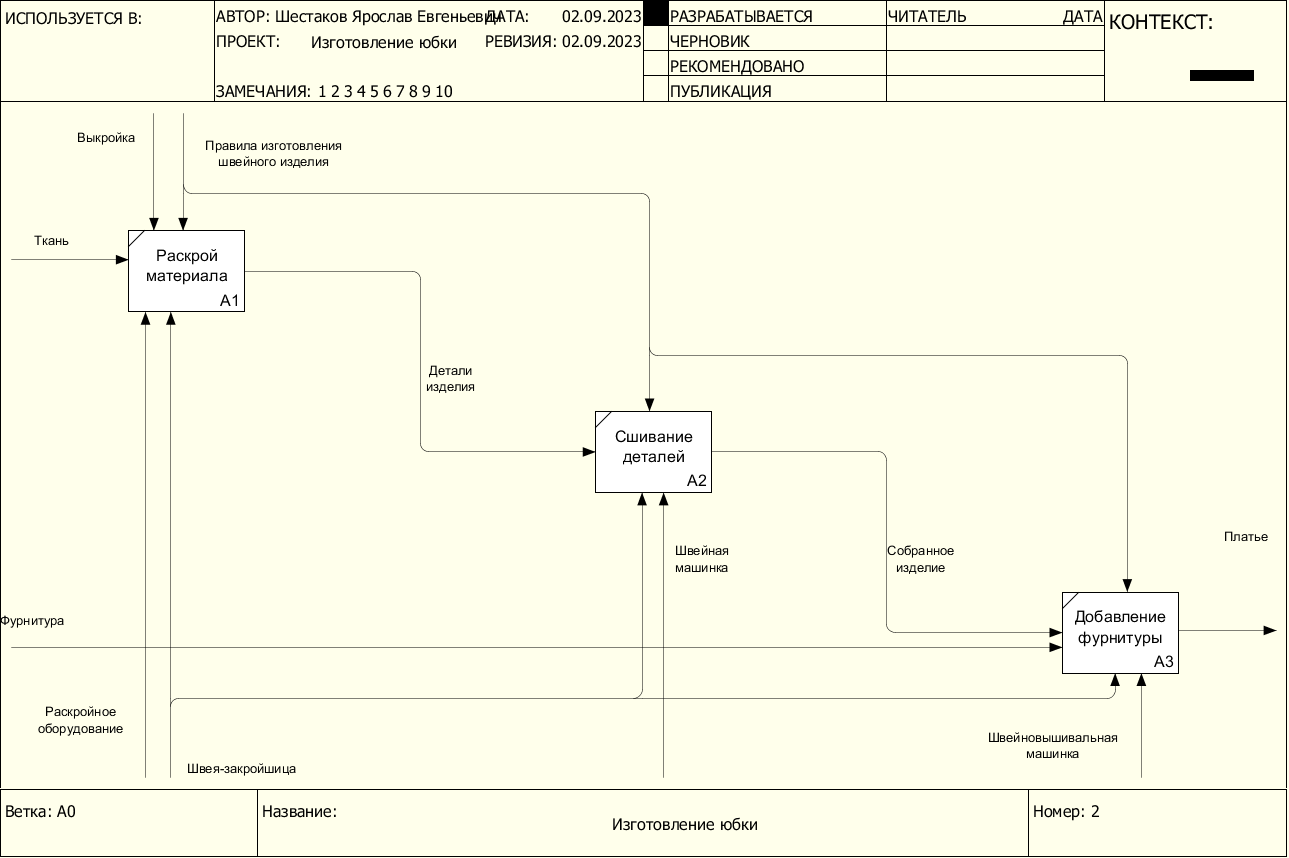 ИСПОЛЬЗУЕТСЯ В:
АВТОР: Шестаков Ярослав Евгеньевич
ДАТА: 02.09.2023
ПРОЕКТ: Изготовление юбки
РЕВИЗИЯ: 02.09.2023
ЗАМЕЧАНИЯ: 1 2 3 4 5 6 7 8 9 10
РАЗРАБАТЫВАЕТСЯ
ЧЕРНОВИК
РЕКОМЕНДОВАНО
ПУБЛИКАЦИЯ
ЧИТАТЕЛЬ
ДАТА
КОНТЕКСТ:
Выкройка
Правила изготовления
швейного изделия
Ткань
Раскрой
материала
A1
Детали
изделия
Сшивание
деталей
A2
Швейная
машинка
Собранное
изделие
Платье
Фурнитура
Добавление
фурнитуры
A3
Раскройное
оборудование
Швея-закройшица
Швейновышивальная
машинка
Ветка: A0
Название:
Изготовление юбки
Номер: 2